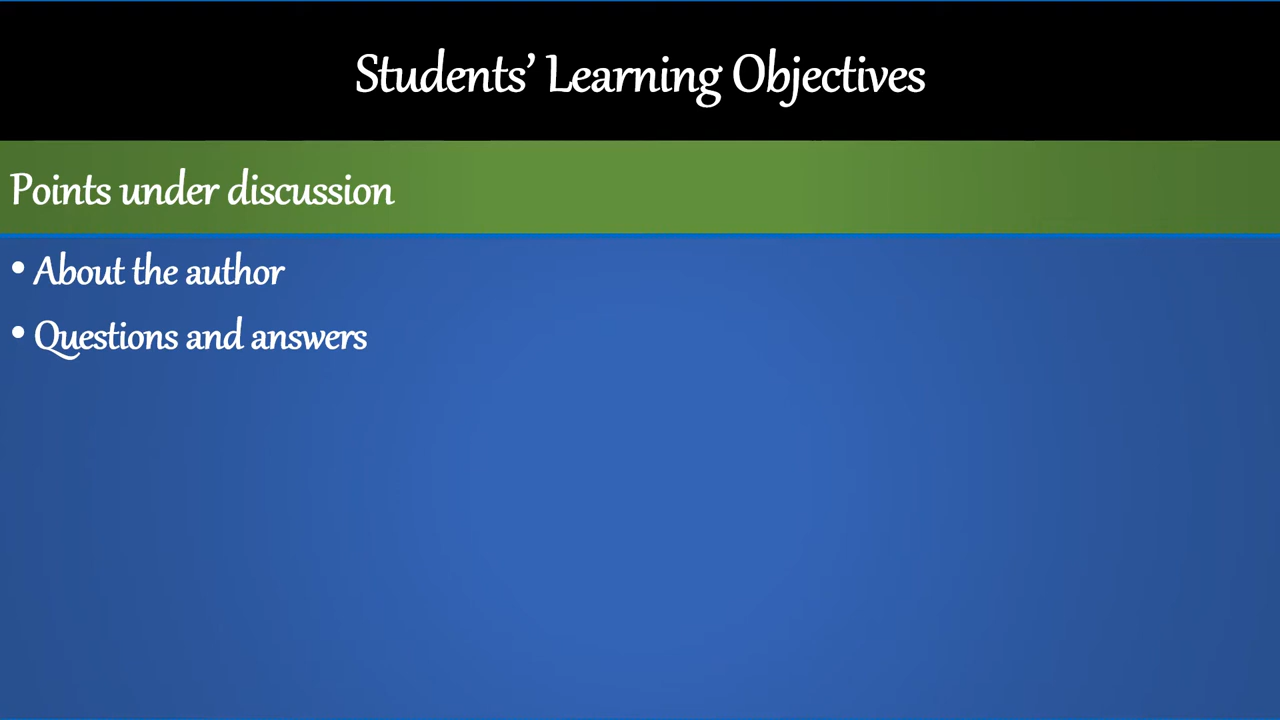 Students’ Learning Objectives
Points under discussion
• About the author
• Questions and answers